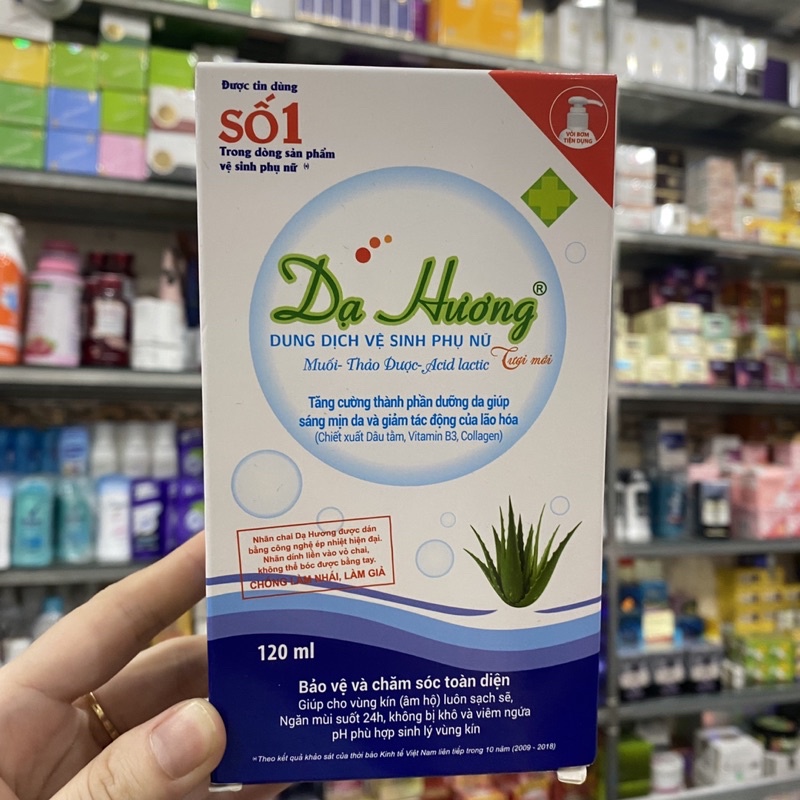 Được tin dùng
SỐ1
Trong dòng sản phẩm
vệ sinh phụ nữ (*)
VÒI BƠM
TIỆN DỤNG
Dạ Hương®
DUNG DỊCH VỆ SINH PHỤ NỮ
Muối- Thảo Dược- Acid lactic Tươi mới
Tăng cường thành phần dưỡng da giúp
sáng mịn da và giảm tác động của lão hóa
(Chiết xuất Dâu tằm, Vitamin B3, Collagen)
Nhãn chai Dạ Hương được dán
bằng công nghệ ép nhiệt hiện đại.
Nhãn dính liền vào vỏ chai,
không thể bóc được bằng tay.
CHỐNG LÀM NHÁI, LÀM GIẢ
120 ml
Bảo vệ và chăm sóc toàn diện
Giúp cho vùng kín (âm hộ) luôn sạch sẽ,
Ngăn mùi suốt 24h, không bị khô và viêm ngứa
pH phù hợp sinh lý vùng kín
(*)Theo kết quả khảo sát của thời báo Kinh tế Việt Nam liên tiếp trong 10 năm (2009 - 2018)